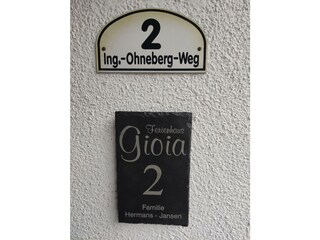 2
Ing.-Ohneberg-Weg
Ferienhaus
Gioia
2
Familie
Hermans - Jansen